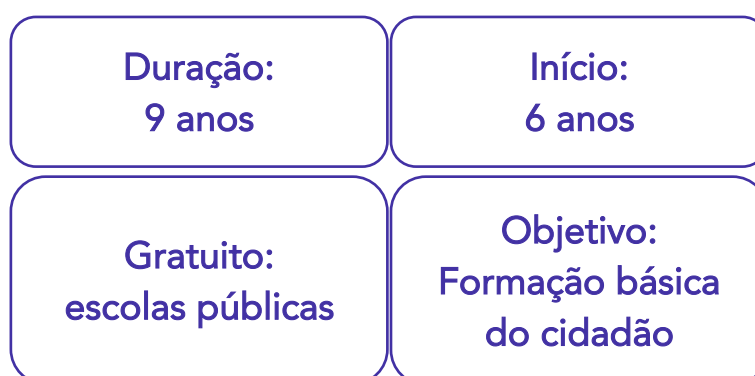 Duração:
9 anos
Início:
6 anos
Gratuito:
escolas públicas
Objetivo:
Formação básica
do cidadão